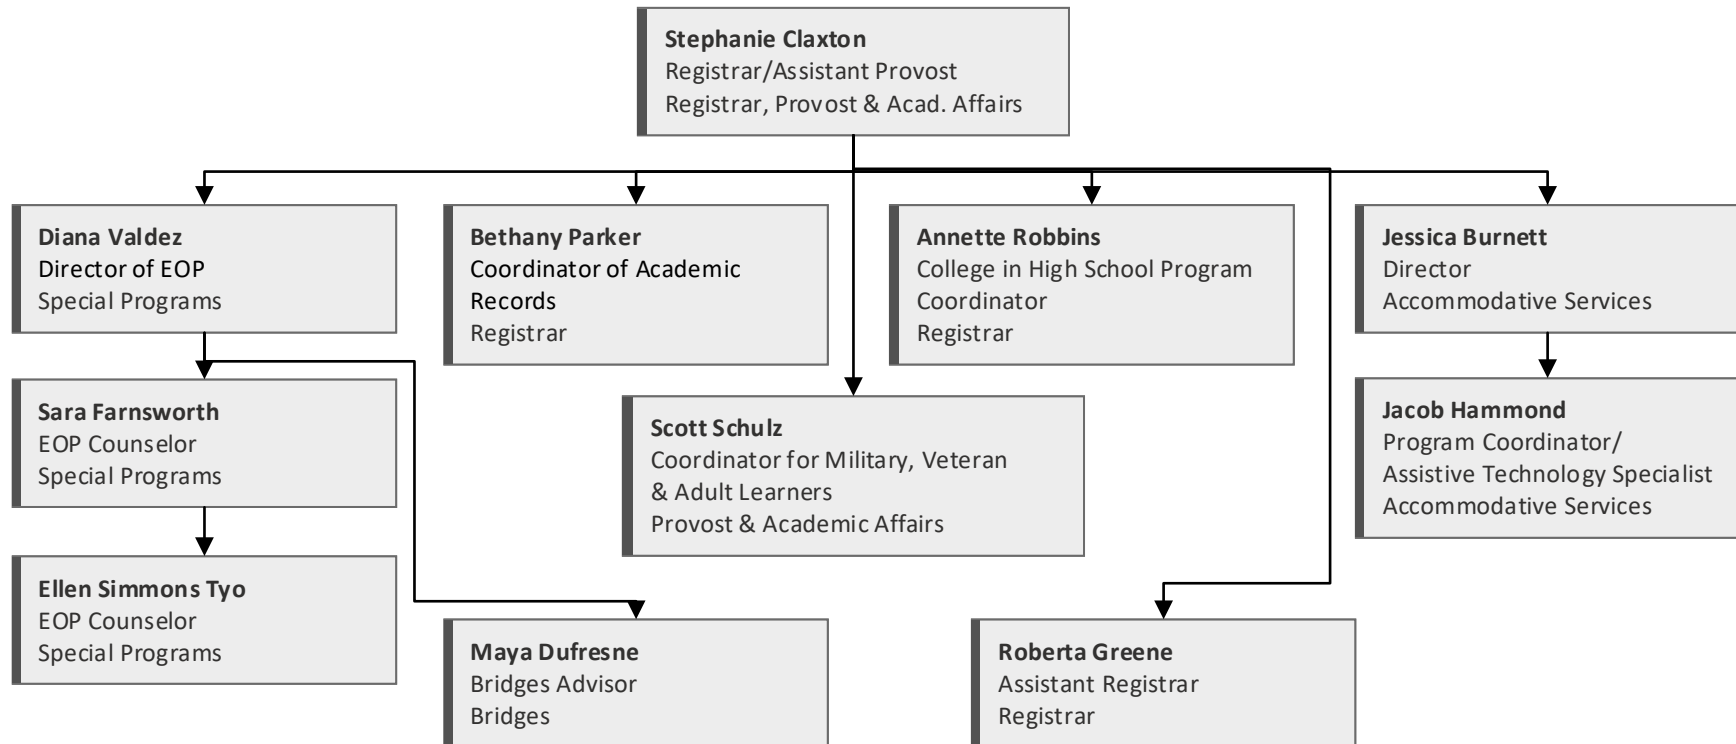 Stephanie Claxton
Registrar/Assistant Provost
Registrar, Provost & Acad. Affairs
Diana Valdez
Director of EOP
Special Programs
Bethany Parker
Coordinator of Academic
Records
Registrar
Annette Robbins
College in High School Program
Coordinator
Registrar
Jessica Burnett
Director
Accommodative Services
Sara Farnsworth
EOP Counselor
Special Programs
Scott Schulz
Coordinator for Military, Veteran
& Adult Learners
Provost & Academic Affairs
Jacob Hammond
Program Coordinator/
Assistive Technology Specialist
Accommodative Services
Ellen Simmons Tyo
EOP Counselor
Special Programs
Maya Dufresne
Bridges Advisor
Bridges
Roberta Greene
Assistant Registrar
Registrar